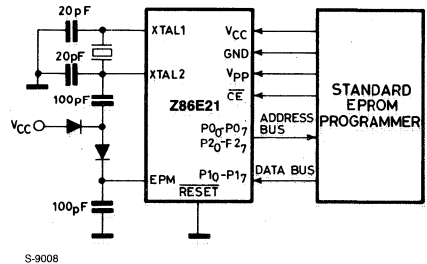 20pF
XTAL1
20pF
XTAL2
100pF
VCC
EPM
100pF
Z86E21
VCC
GND
VPP
CE
P00-P07
P20-P27
P10-P17
RESET
ADDRESS
BUS
DATA BUS
STANDARD
EPROM
PROGRAMMER
S-9008